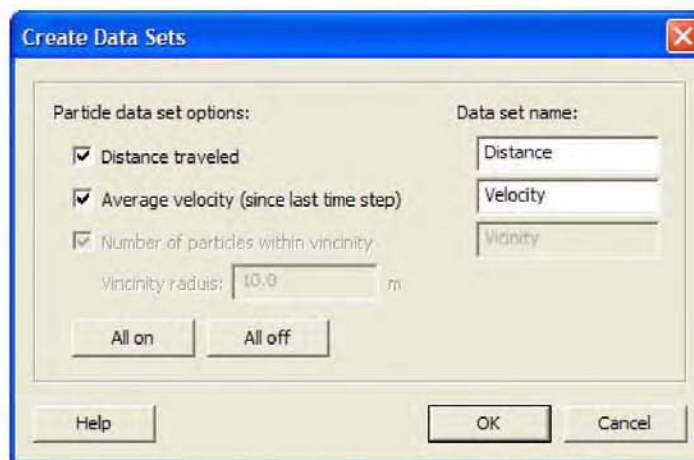 Create Data Sets
Particle data set options:
Data set name:
Distance traveled
Distance
Average velocity (since last time step)
Velocity
Number of particles within vincinity
Vicinity
Vincinity raduis: 10.0 m
All on
All off
Help
OK
Cancel